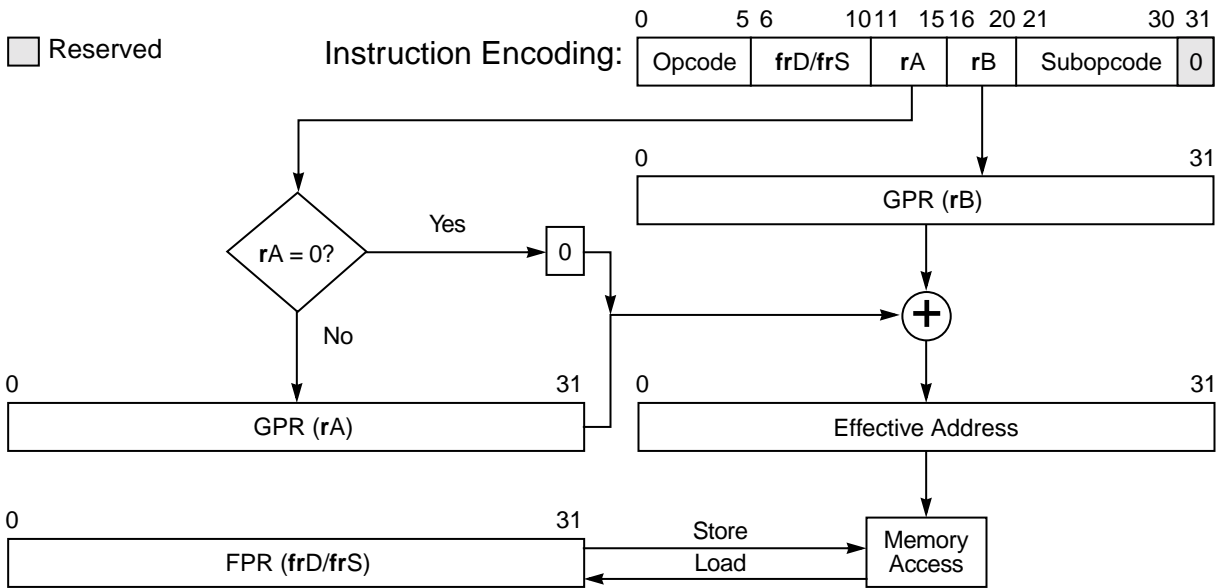 0 5 6 10 11 15 16 20 21 30 31
Reserved
Instruction Encoding:
Opcode frD/frS rA rB Subopcode 0
0 31
GPR (rB)
Yes
rA = 0?
0
+
No
0 31
GPR (rA)
0 31
Effective Address
0 31
FPR (frD/frS)
Store
Load
Memory
Access